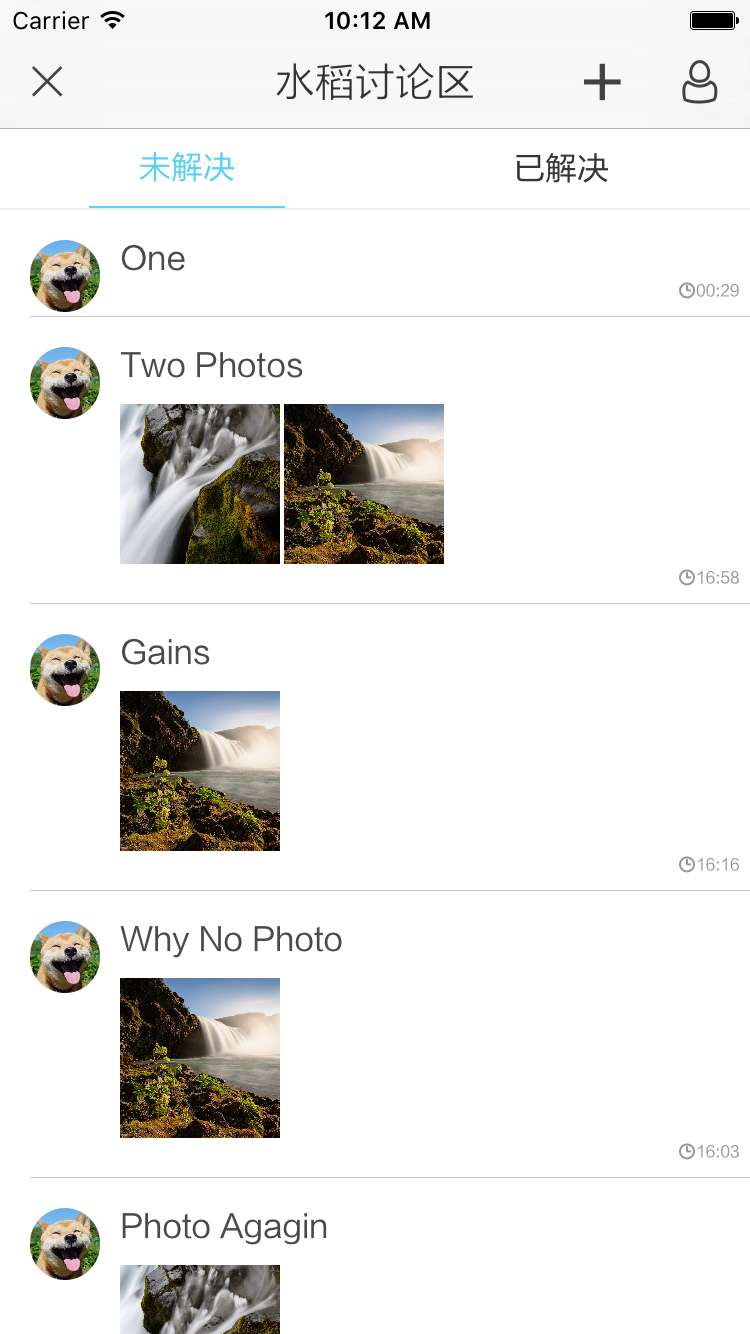 Carrier 10:12 AM
水稻讨论区
未解决 已解决
One
00:29
Two Photos
16:58
Gains
16:16
Why No Photo
16:03
Photo Agagin